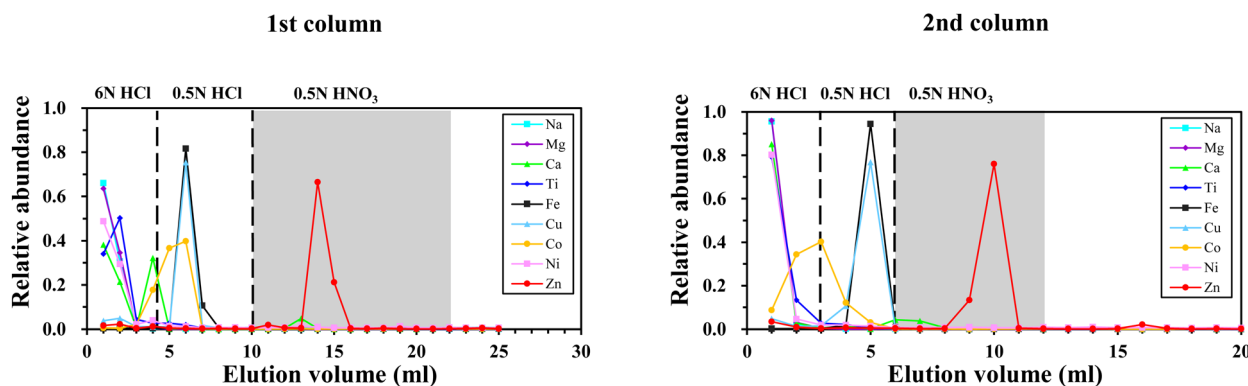 1st column
6N HCl 0.5N HCl 0.5N HNO₃
Relative abundance
1.0
0.8
0.6
0.4
0.2
0.0
0 5 10 15 20 25 30
Elution volume (ml)
Na
Mg
Ca
Ti
Fe
Cu
Co
Ni
Zn
2nd column
6N HCl 0.5N HCl 0.5N HNO₃
Relative abundance
1.0
0.8
0.6
0.4
0.2
0.0
0 5 10 15 20
Elution volume (ml)
Na
Mg
Ca
Ti
Fe
Cu
Co
Ni
Zn